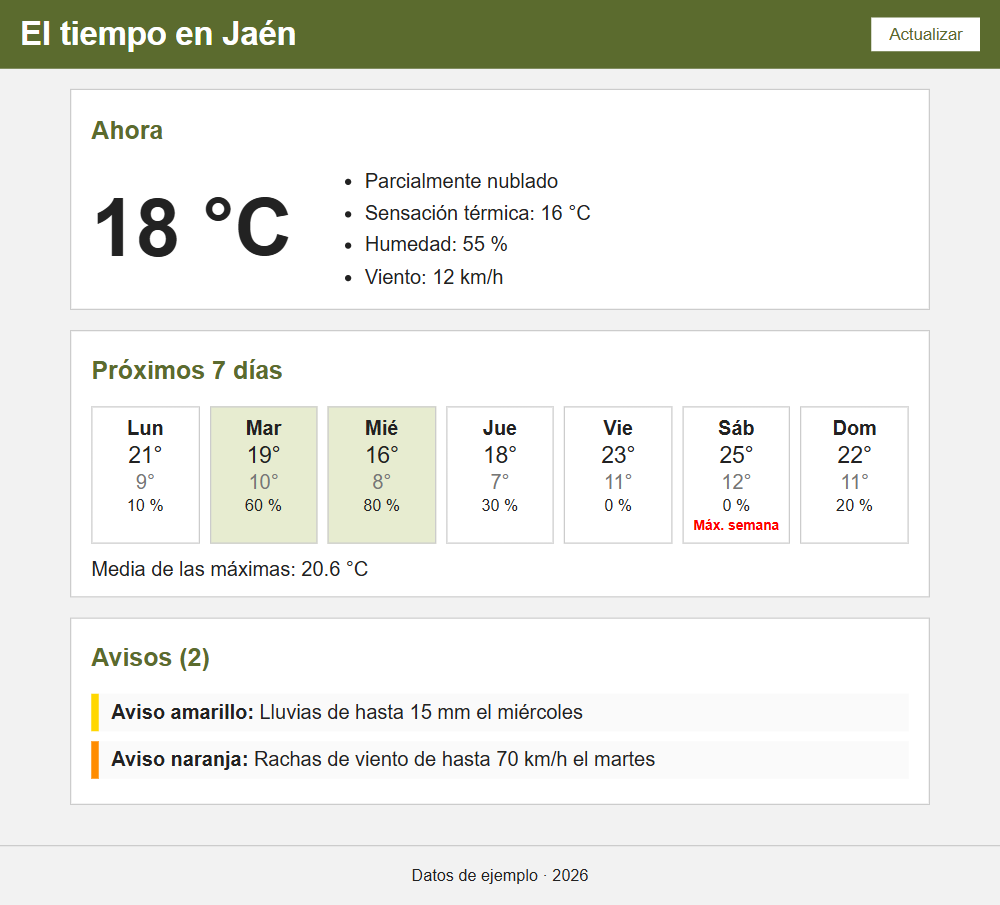 El tiempo en Jaén
Actualizar
Ahora
18 °C
Parcialmente nublado
Sensación térmica: 16 °C
Humedad: 55 %
Viento: 12 km/h
Próximos 7 días
Lun
21°
9°
10 %
Mar
19°
10°
60 %
Mié
16°
8°
80 %
Jue
18°
7°
30 %
Vie
23°
11°
0 %
Sáb
25°
12°
0 %
Máx. semana
Dom
22°
11°
20 %
Media de las máximas: 20.6 °C
Avisos (2)
Aviso amarillo: Lluvias de hasta 15 mm el miércoles
Aviso naranja: Rachas de viento de hasta 70 km/h el martes
Datos de ejemplo · 2026